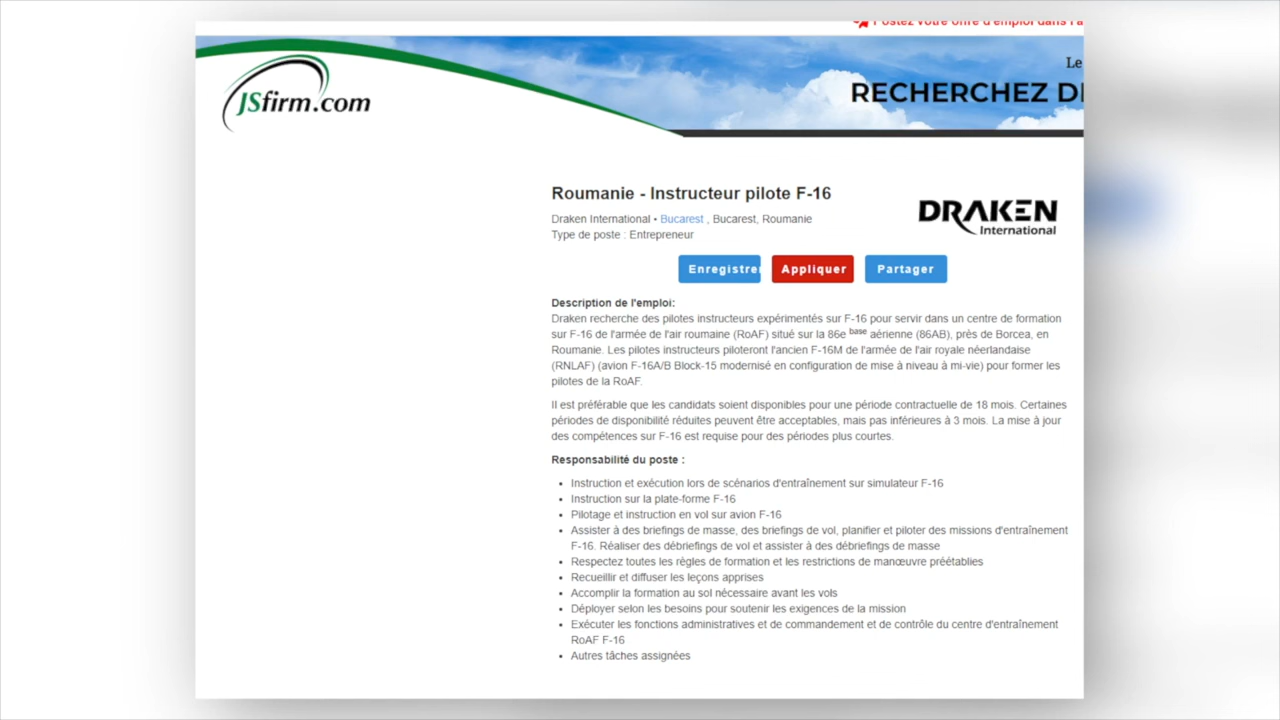 Postez votre offre d'emploi dans l'a
JSfirm.com
Le
RECHERCHEZ DE
Roumanie - Instructeur pilote F-16
Draken International • Bucarest , Bucarest, Roumanie
Type de poste : Entrepreneur
DRAKEN
International
Enregistrer
Appliquer
Partager
Description de l'emploi:
Draken recherche des pilotes instructeurs expérimentés sur F-16 pour servir dans un centre de formation
sur F-16 de l'armée de l'air roumaine (RoAF) situé sur la 86e base aérienne (86AB), près de Borcea, en
Roumanie. Les pilotes instructeurs piloteront l'ancien F-16M de l'armée de l'air royale néerlandaise
(RNLAF) (avion F-16A/B Block-15 modernisé en configuration de mise à niveau à mi-vie) pour former les
pilotes de la RoAF.
Il est préférable que les candidats soient disponibles pour une période contractuelle de 18 mois. Certaines
périodes de disponibilité réduites peuvent être acceptables, mais pas inférieures à 3 mois. La mise à jour
des compétences sur F-16 est requise pour des périodes plus courtes.
Responsabilité du poste :
• Instruction et exécution lors de scénarios d'entraînement sur simulateur F-16
• Instruction sur la plate-forme F-16
• Pilotage et instruction en vol sur avion F-16
• Assister à des briefings de masse, des briefings de vol, planifier et piloter des missions d'entraînement
F-16. Réaliser des débriefings de vol et assister à des débriefings de masse
• Respectez toutes les règles de formation et les restrictions de manœuvre préétablies
• Recueillir et diffuser les leçons apprises
• Accomplir la formation au sol nécessaire avant les vols
• Déployer selon les besoins pour soutenir les exigences de la mission
• Exécuter les fonctions administratives et de commandement et de contrôle du centre d'entraînement
RoAF F-16
• Autres tâches assignées